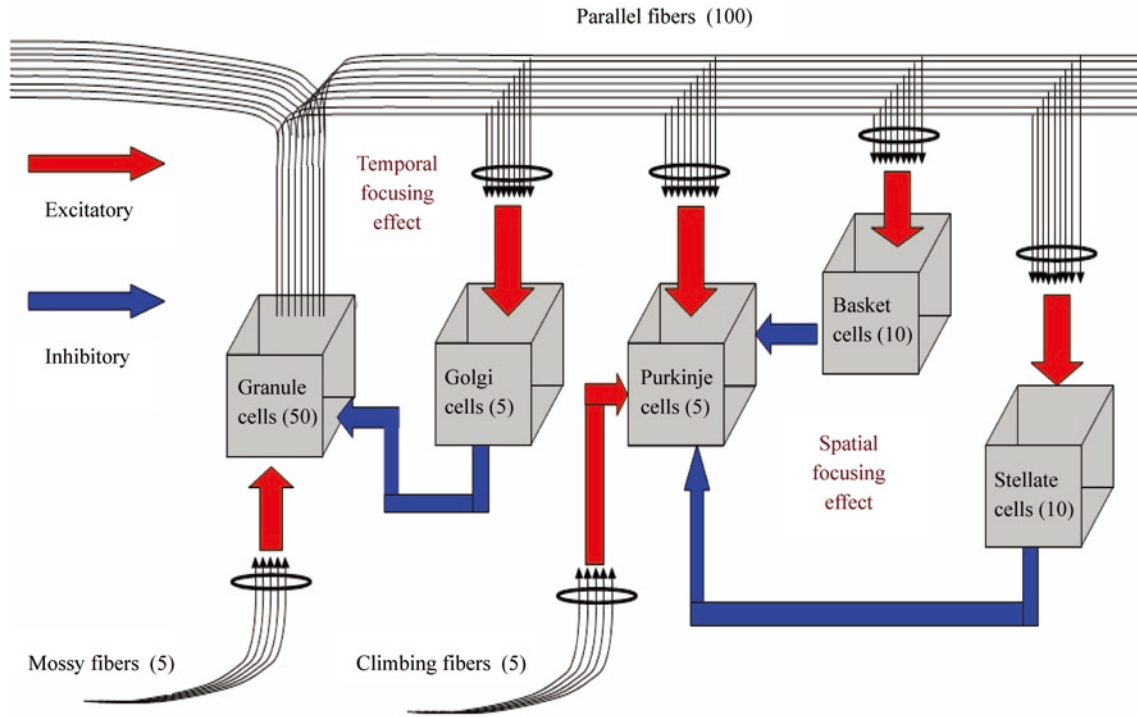 Parallel fibers (100)
Excitatory
Inhibitory
Temporal
focusing
effect
Granule
cells (50)
Golgi
cells (5)
Purkinje
cells (5)
Basket
cells (10)
Spatial
focusing
effect
Stellate
cells (10)
Mossy fibers (5)
Climbing fibers (5)